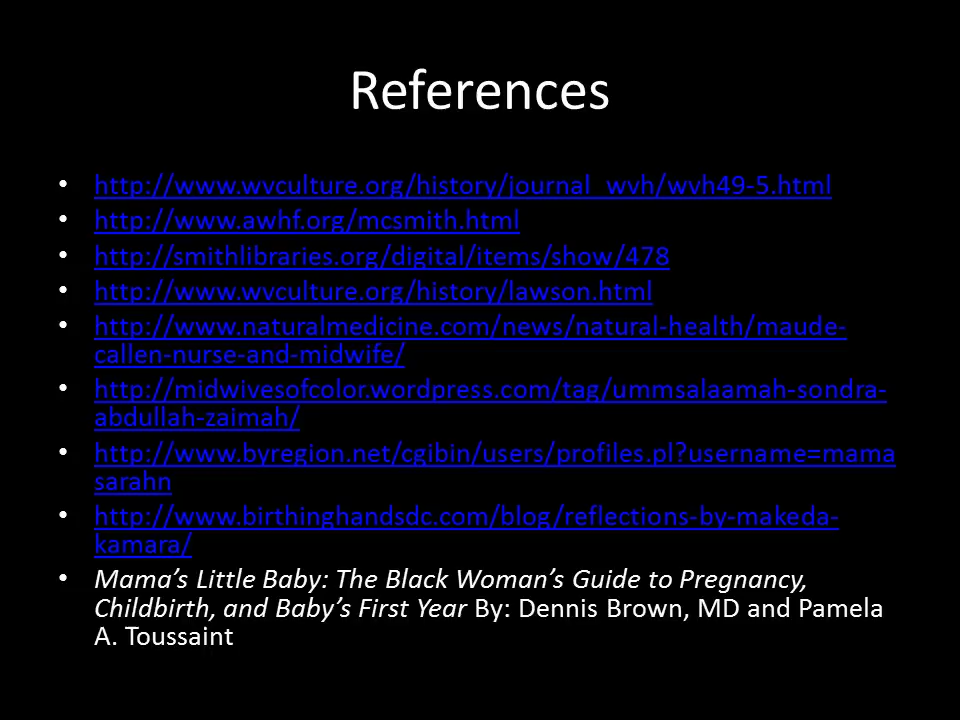 References
• http://www.wvculture.org/history/journal_wvh/wvh49-5.html
• http://www.awhf.org/mcsmith.html
• http://smithlibraries.org/digital/items/show/478
• http://www.wvculture.org/history/lawson.html
• http://www.naturalmedicine.com/news/natural-health/maude-
callen-nurse-and-midwife/
• http://midwivesofcolor.wordpress.com/tag/ummsalaamah-sondra-
abdullah-zaimah/
• http://www.byregion.net/cgibin/users/profiles.pl?username=mama
sarahn
• http://www.birthinghandsdc.com/blog/reflections-by-makeda-
kamara/
• Mama’s Little Baby: The Black Woman’s Guide to Pregnancy,
Childbirth, and Baby’s First Year By: Dennis Brown, MD and Pamela
A. Toussaint